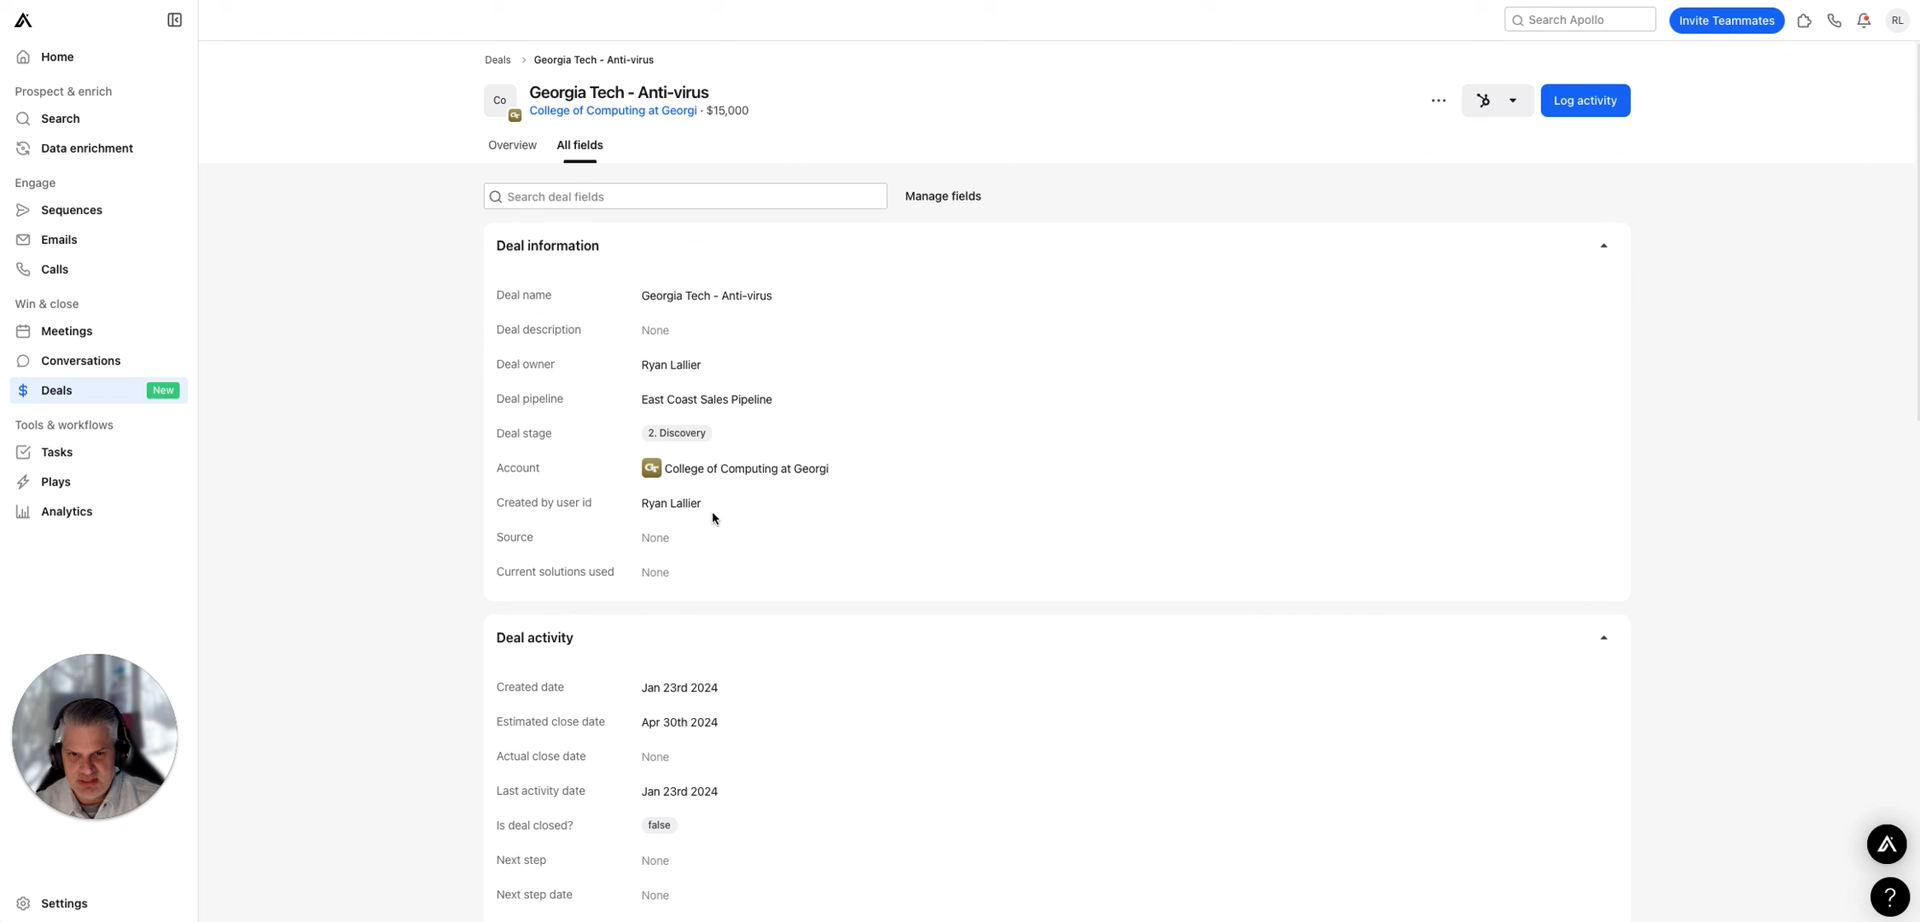 Home
Prospect & enrich
Search
Data enrichment
Engage
Sequences
Emails
Calls
Win & close
Meetings
Conversations
Deals New
Tools & workflows
Tasks
Plays
Analytics
Settings
Search Apollo
Invite Teammates
RL
Deals > Georgia Tech - Anti-virus
Co
GT
Georgia Tech - Anti-virus
College of Computing at Georgi · $15,000
Log activity
Overview All fields
Search deal fields
Manage fields
Deal information
Deal name Georgia Tech - Anti-virus
Deal description None
Deal owner Ryan Lallier
Deal pipeline East Coast Sales Pipeline
Deal stage 2. Discovery
Account GT College of Computing at Georgi
Created by user id Ryan Lallier
Source None
Current solutions used None
Deal activity
Created date Jan 23rd 2024
Estimated close date Apr 30th 2024
Actual close date None
Last activity date Jan 23rd 2024
Is deal closed? false
Next step None
Next step date None
?